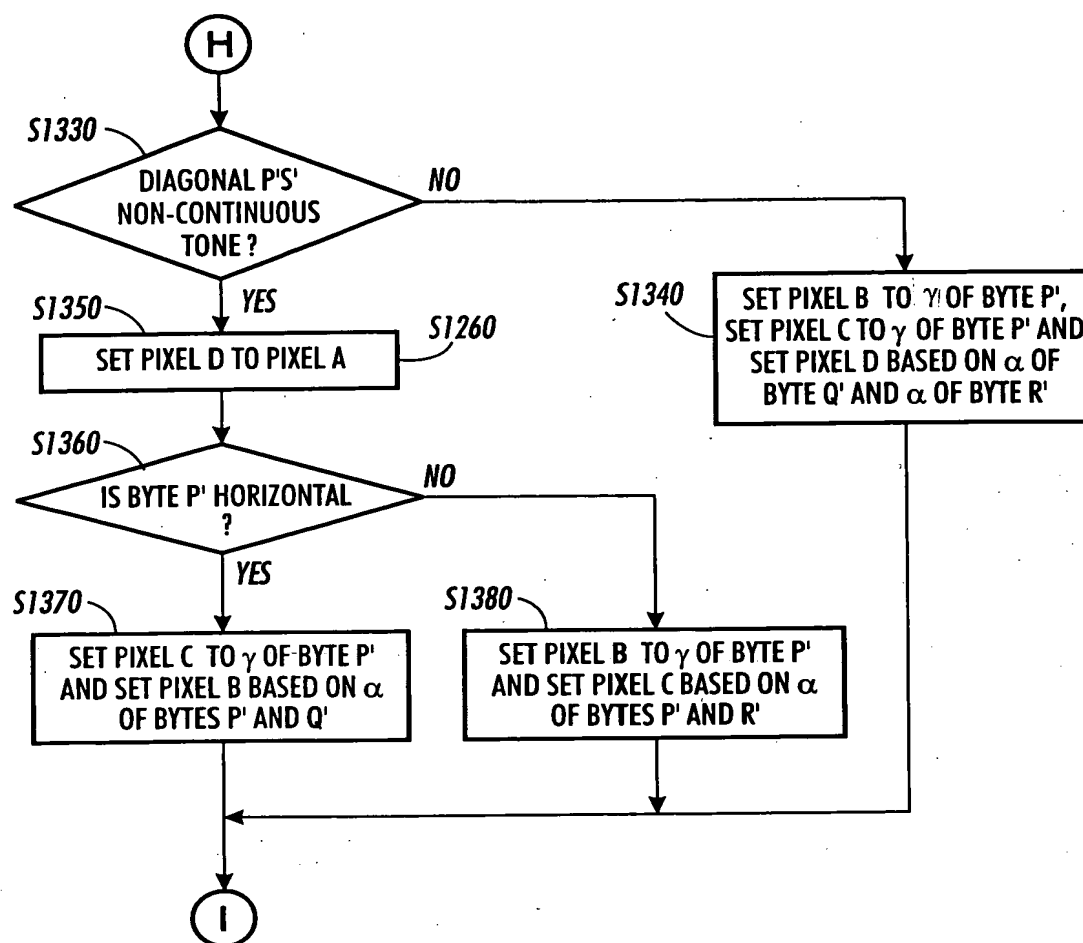 H
S1330
DIAGONAL P'S'
NON-CONTINUOUS
TONE ?
NO
YES
S1350
SET PIXEL D TO PIXEL A
S1260
S1340
SET PIXEL B TO γ OF BYTE P',
SET PIXEL C TO γ OF BYTE P' AND
SET PIXEL D BASED ON α OF
BYTE Q' AND α OF BYTE R'
S1360
IS BYTE P' HORIZONTAL
?
NO
YES
S1370
SET PIXEL C TO γ OF BYTE P'
AND SET PIXEL B BASED ON α
OF BYTES P' AND Q'
S1380
SET PIXEL B TO γ OF BYTE P'
AND SET PIXEL C BASED ON α
OF BYTES P' AND R'
I